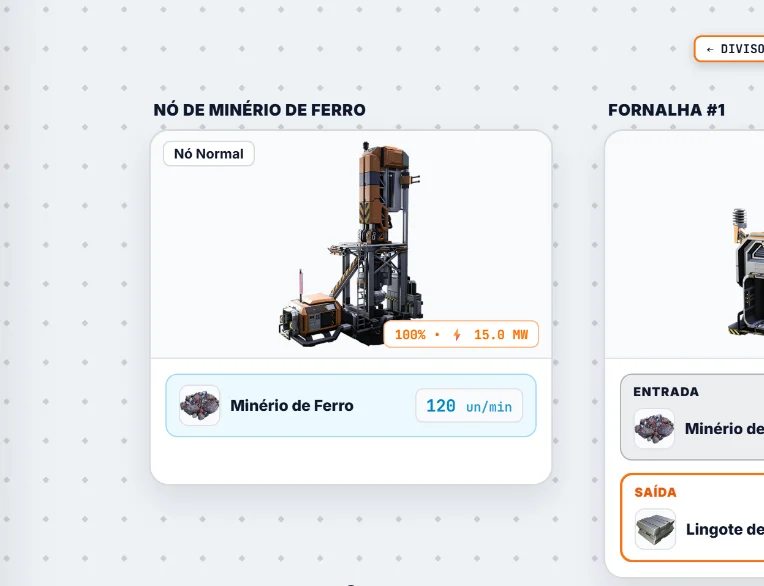 ← DIVISO
NÓ DE MINÉRIO DE FERRO
Nó Normal
100% • 15.0 MW
Minério de Ferro
120 un/min
FORNALHA #1
ENTRADA
Minério de
SAÍDA
Lingote de